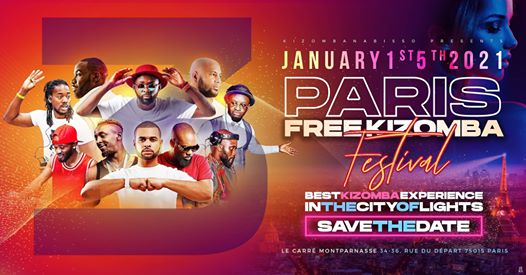 KIZOMBANABISSO PRESENTS
JANUARY 1ST 5TH 2021
PARIS
FREE KIZOMBA
Festival
BEST KIZOMBA EXPERIENCE
IN THE CITY OF LIGHTS
SAVE THE DATE
LE CARRÉ MONTPARNASSE 34-36, RUE DU DÉPART 75015 PARIS
3